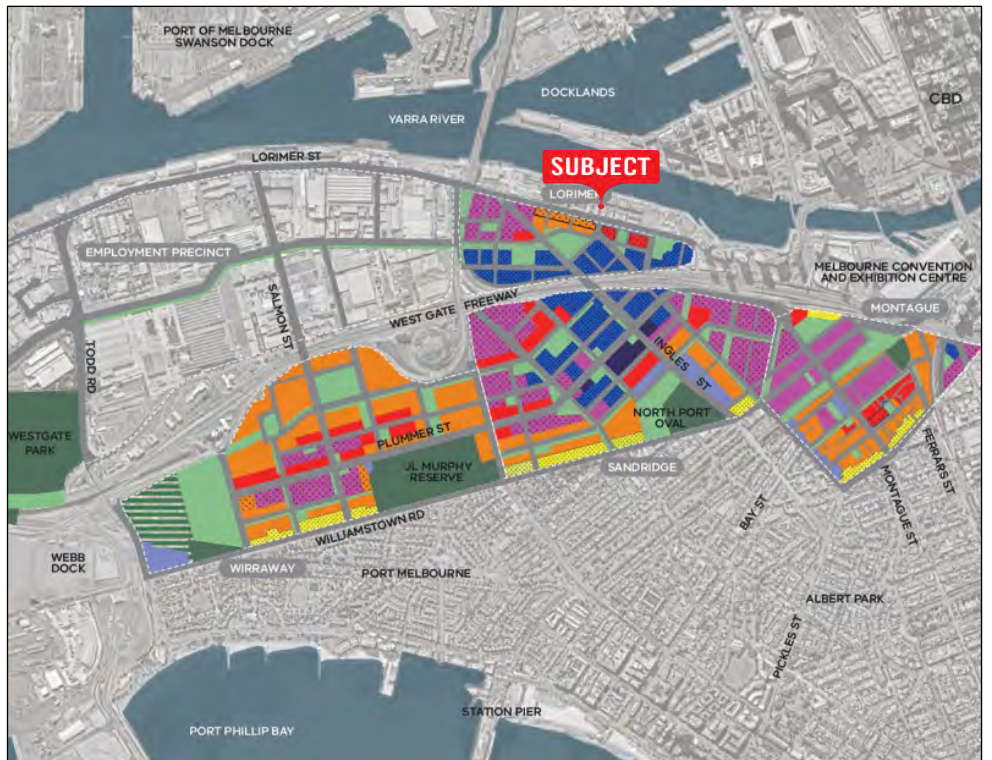 PORT OF MELBOURNE
SWANSON DOCK
DOCKLANDS
CBD
YARRA RIVER
LORIMER ST
SUBJECT
LORIMER
EMPLOYMENT PRECINCT
MELBOURNE CONVENTION
AND EXHIBITION CENTRE
SALMON ST
WEST GATE FREEWAY
MONTAGUE
TODD RD
INGLES ST
WESTGATE
PARK
PLUMMER ST
NORTH PORT
OVAL
JL MURPHY
RESERVE
SANDRIDGE
FERRARS ST
MONTAGUE ST
BAY ST
WILLIAMSTOWN RD
WEBB
DOCK
WIRRAWAY
PORT MELBOURNE
ALBERT PARK
PICKLES ST
STATION PIER
PORT PHILLIP BAY